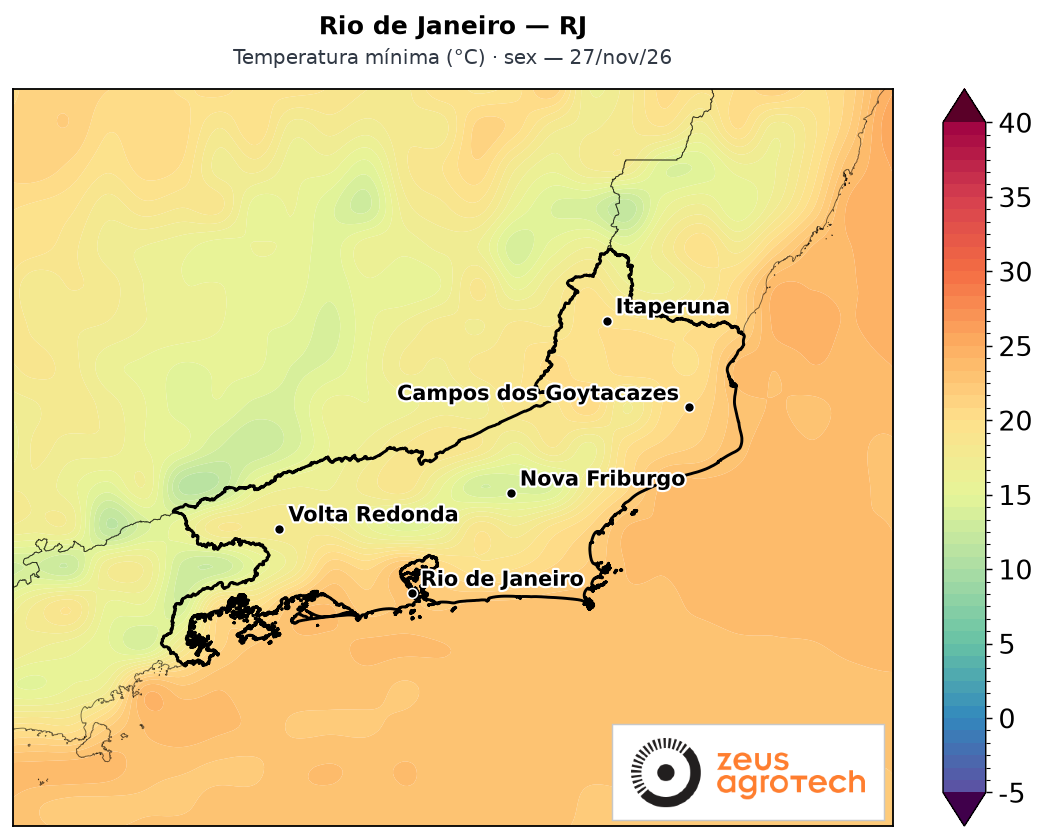 Rio de Janeiro — RJ
Temperatura mínima (°C) · sex — 27/nov/26
40
35
30
25
20
15
10
5
0
-5
Itaperuna
Campos dos Goytacazes
Nova Friburgo
Volta Redonda
Rio de Janeiro
zeus
agrotech